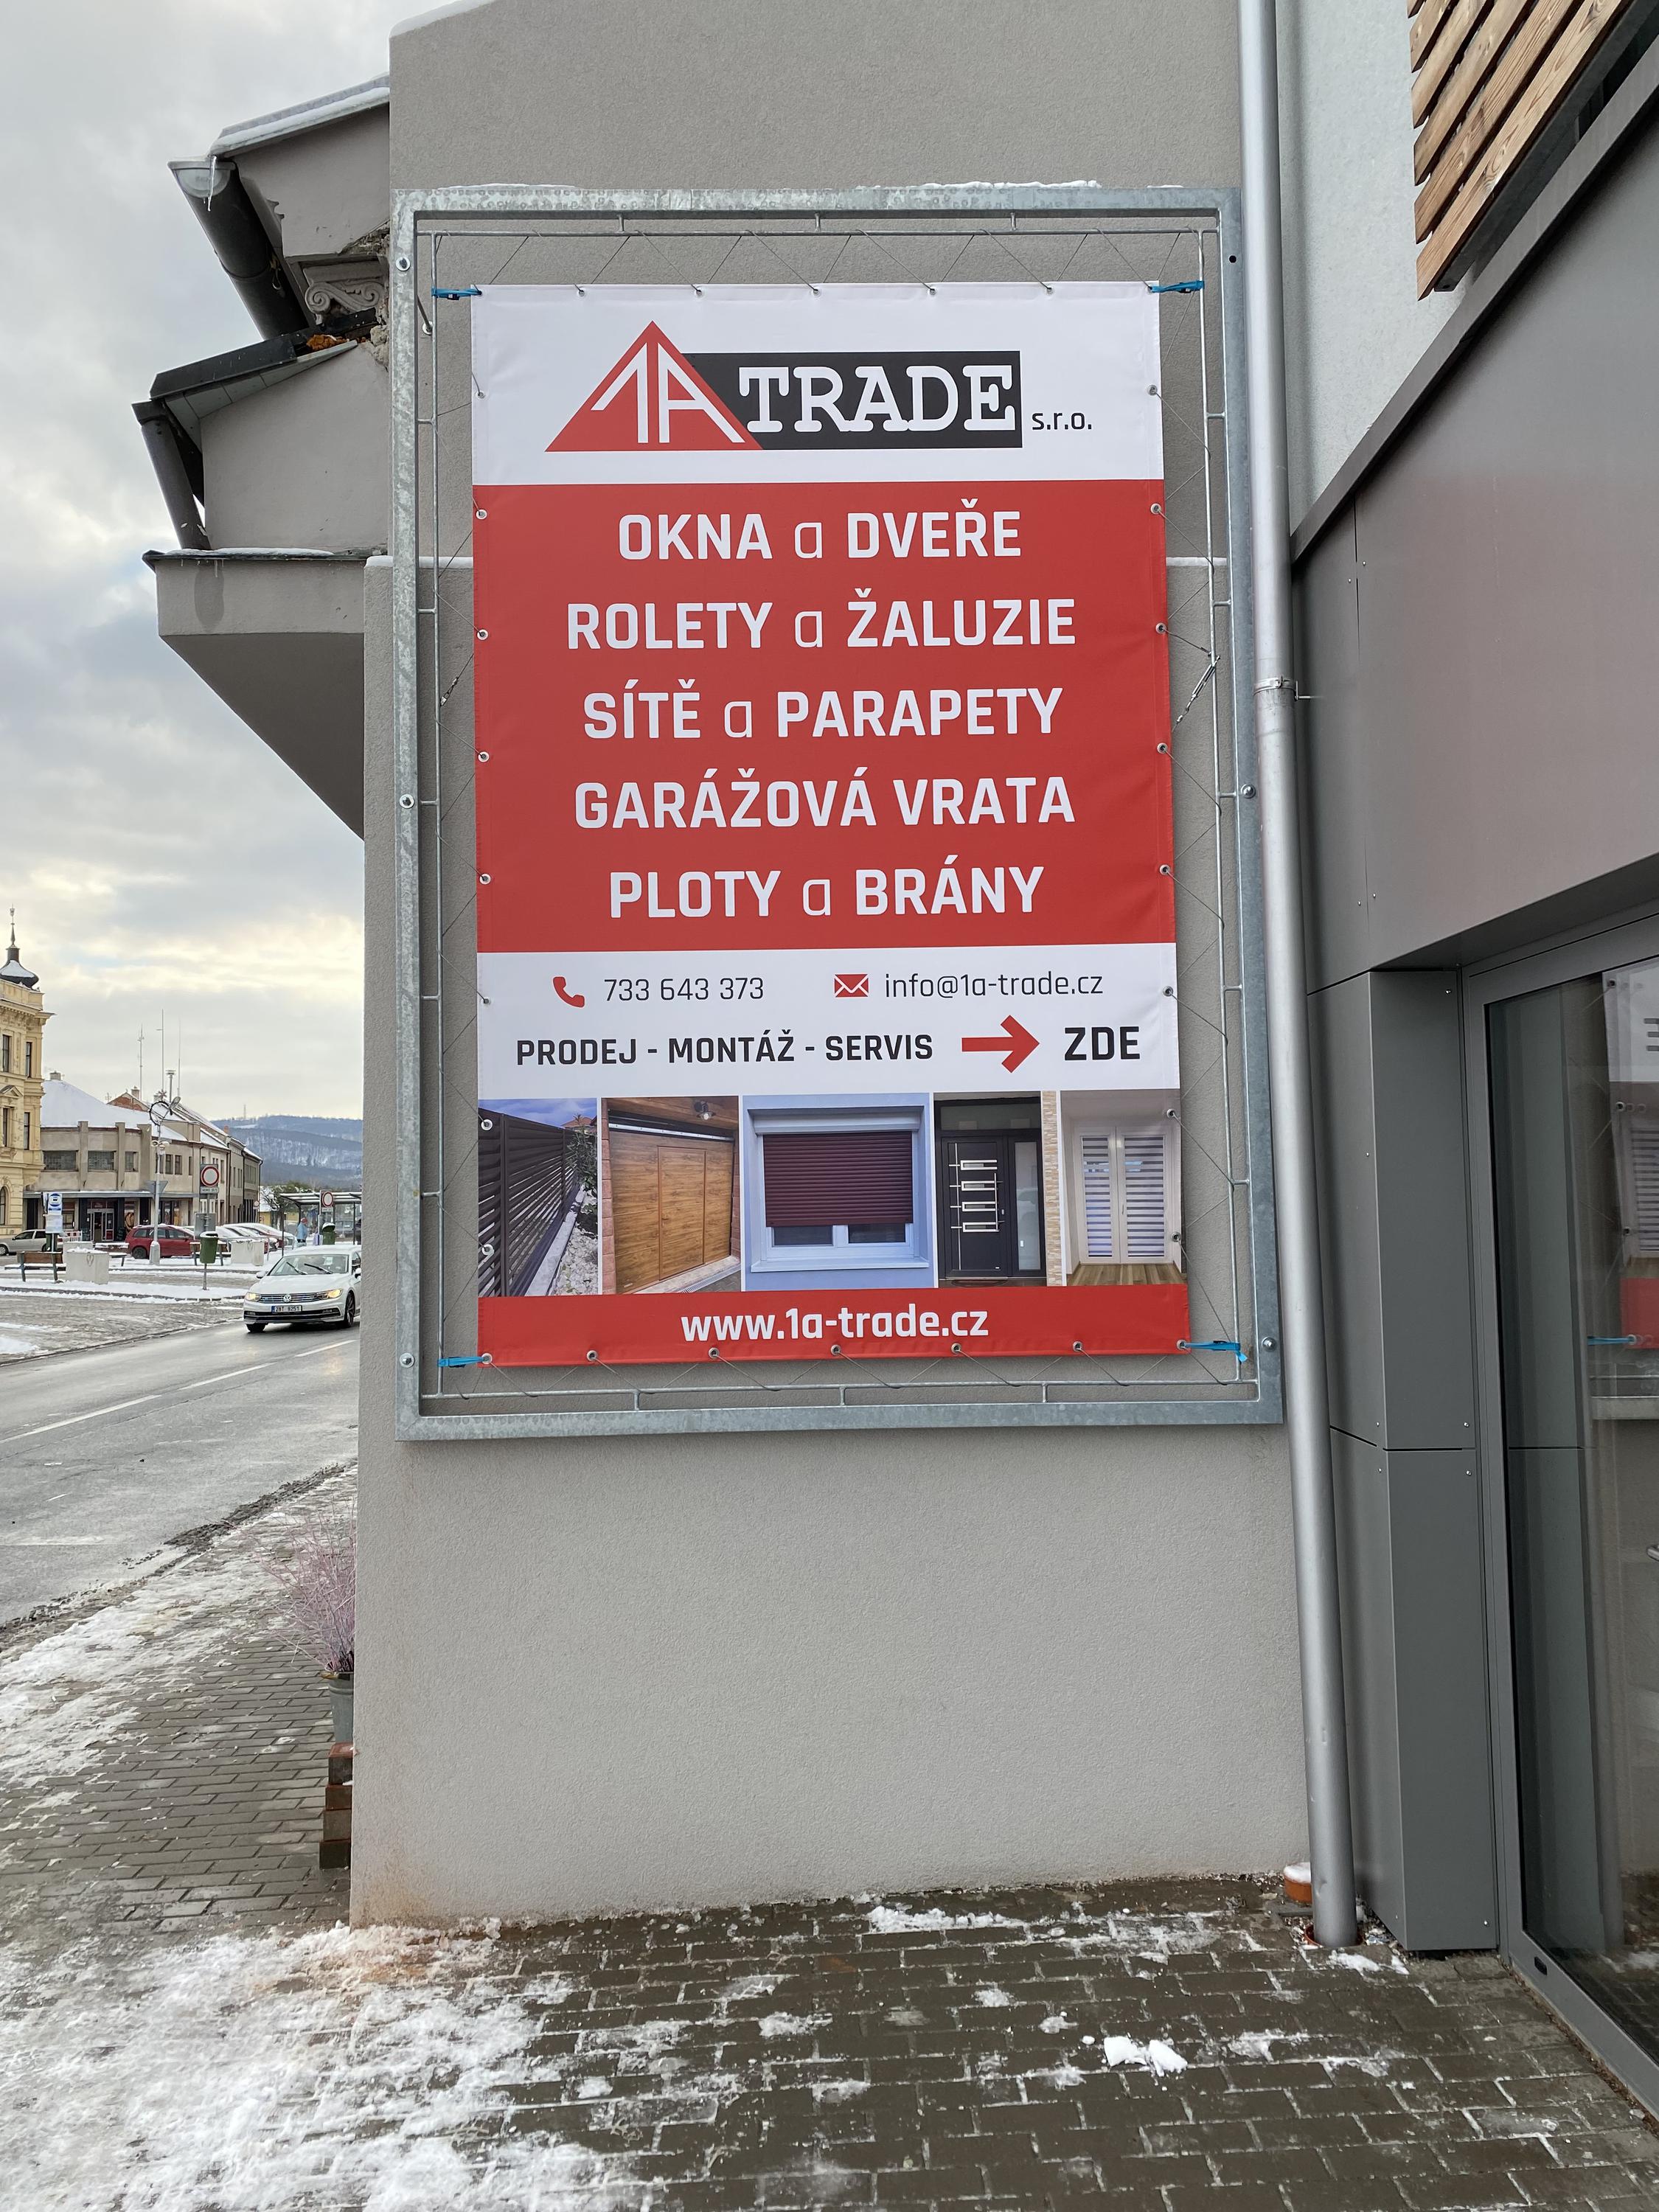 1A TRADE s.r.o.
OKNA a DVEŘE
ROLETY a ŽALUZIE
SÍTĚ a PARAPETY
GARÁŽOVÁ VRATA
PLOTY a BRÁNY
733 643 373 info@1a-trade.cz
PRODEJ - MONTÁŽ - SERVIS ZDE
www.1a-trade.cz